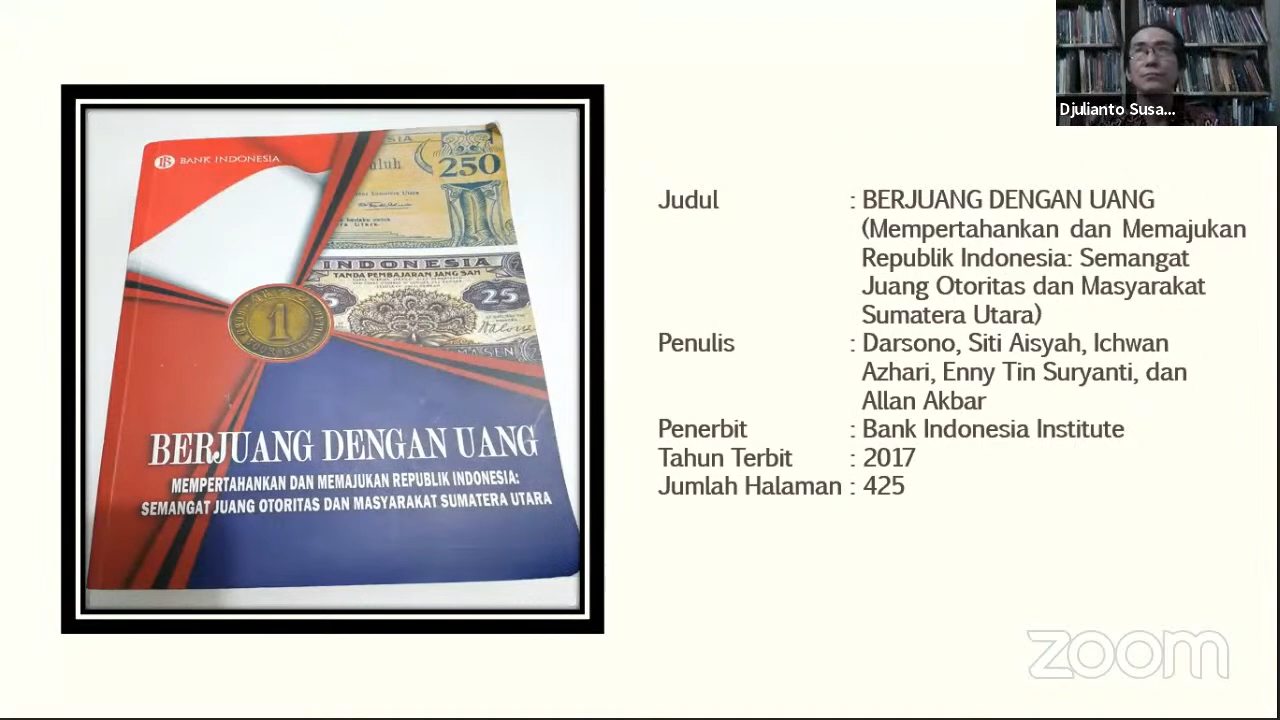 Djulianto Susa...
BANK INDONESIA
250
INDONESIA
TANDA PEMBAJARAN JANG SAH
25
1
BERJUANG DENGAN UANG
MEMPERTAHANKAN DAN MEMAJUKAN REPUBLIK INDONESIA:
SEMANGAT JUANG OTORITAS DAN MASYARAKAT SUMATERA UTARA
Judul : BERJUANG DENGAN UANG
(Mempertahankan dan Memajukan
Republik Indonesia: Semangat
Juang Otoritas dan Masyarakat
Sumatera Utara)
Penulis : Darsono, Siti Aisyah, Ichwan
Azhari, Enny Tin Suryanti, dan
Allan Akbar
Penerbit : Bank Indonesia Institute
Tahun Terbit : 2017
Jumlah Halaman : 425
zoom